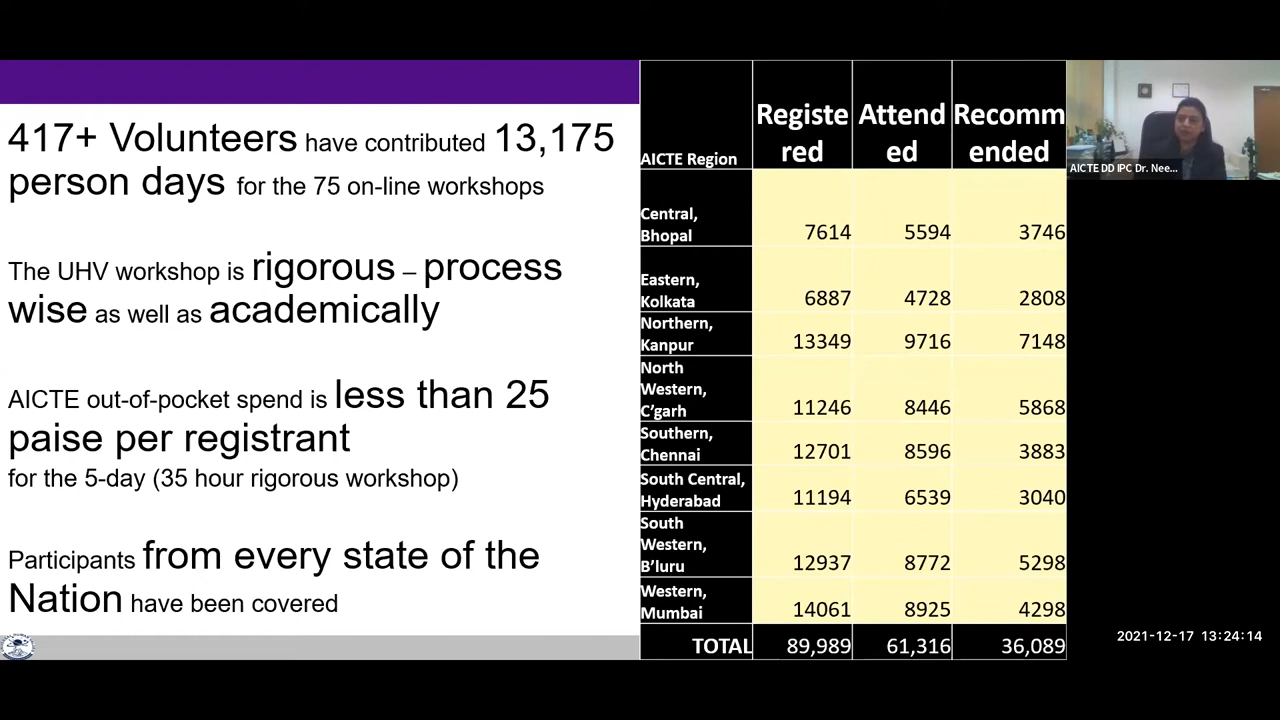 417+ Volunteers have contributed 13,175
person days for the 75 on-line workshops
The UHV workshop is rigorous – process
wise as well as academically
AICTE out-of-pocket spend is less than 25
paise per registrant
for the 5-day (35 hour rigorous workshop)
Participants from every state of the
Nation have been covered
AICTE Region Registe Attend Recomm
red ed ended
Central,
Bhopal 7614 5594 3746
Eastern,
Kolkata 6887 4728 2808
Northern,
Kanpur 13349 9716 7148
North
Western,
C'garh 11246 8446 5868
Southern,
Chennai 12701 8596 3883
South Central,
Hyderabad 11194 6539 3040
South
Western,
B'luru 12937 8772 5298
Western,
Mumbai 14061 8925 4298
TOTAL 89,989 61,316 36,089
AICTE DD IPC Dr. Nee...
2021-12-17 13:24:14